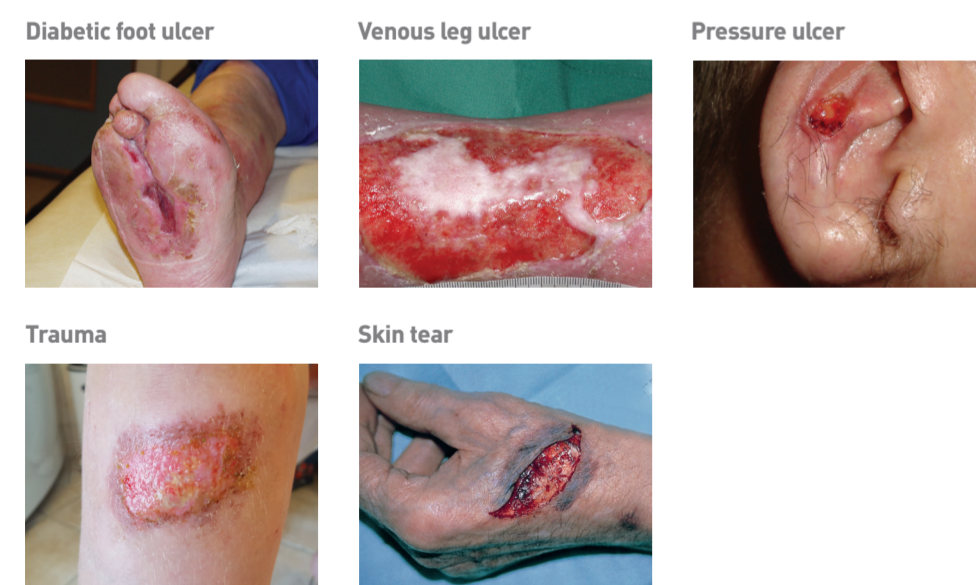 Diabetic foot ulcer
Venous leg ulcer
Pressure ulcer
Trauma
Skin tear